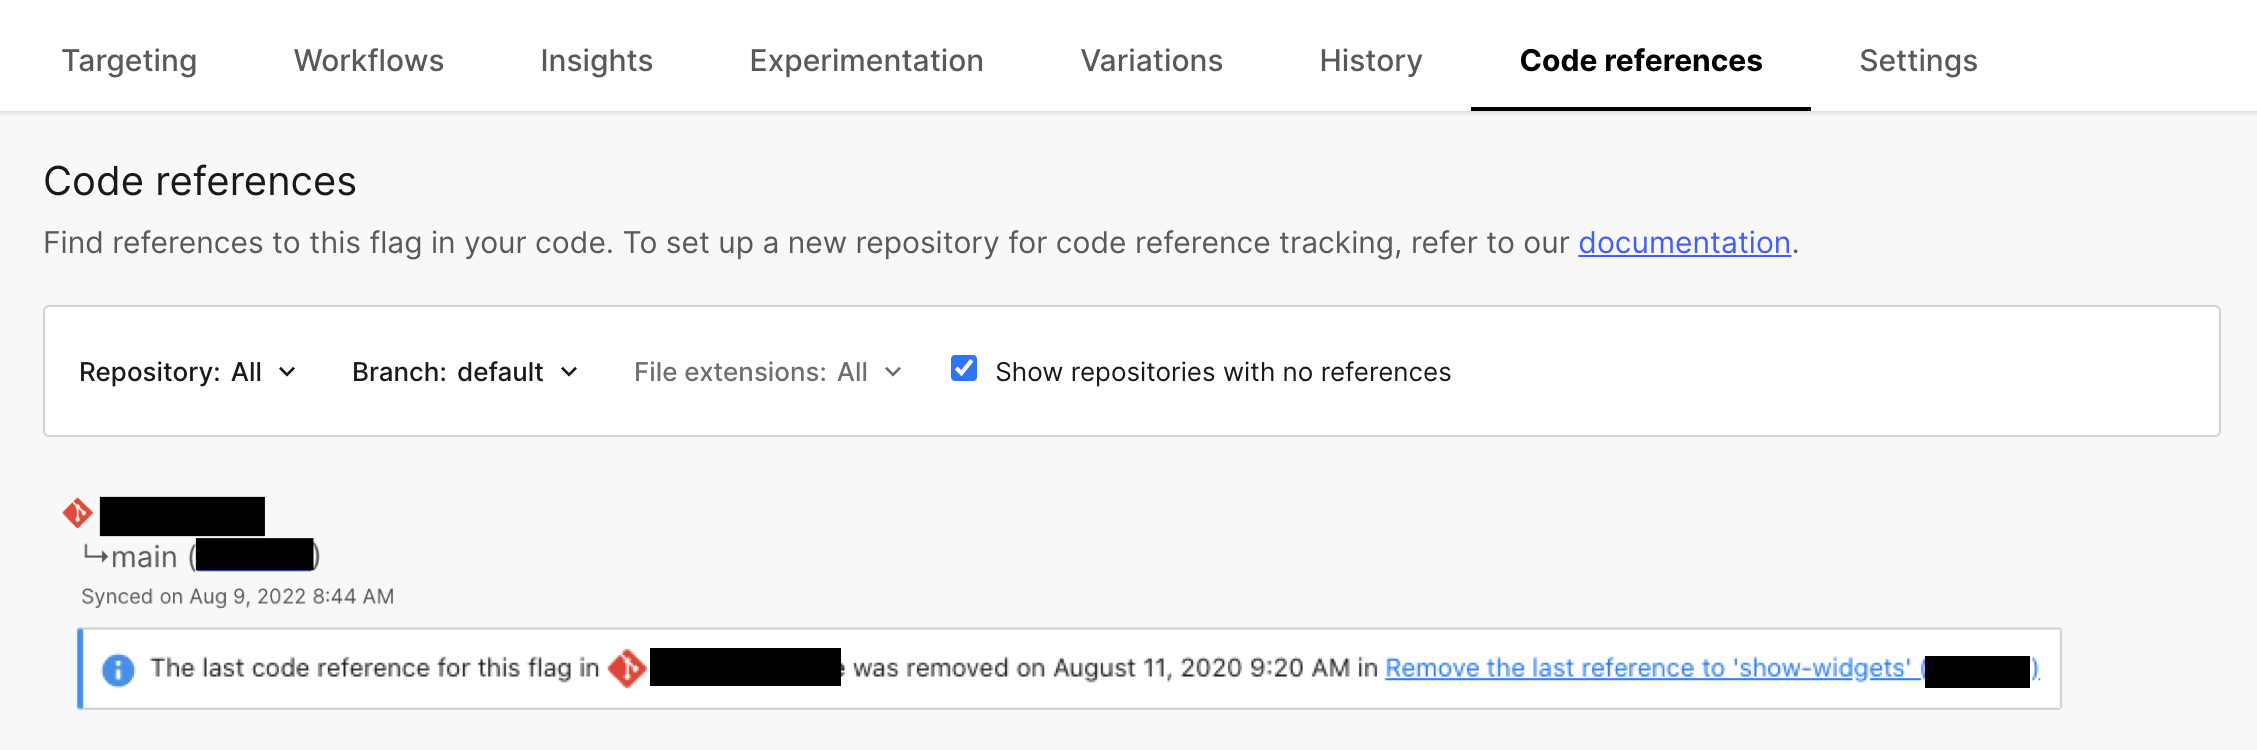 Targeting Workflows Insights Experimentation Variations History Code references Settings
Code references
Find references to this flag in your code. To set up a new repository for code reference tracking, refer to our documentation.
Repository: All Branch: default File extensions: All Show repositories with no references
main ( )
Synced on Aug 9, 2022 8:44 AM
The last code reference for this flag in was removed on August 11, 2020 9:20 AM in Remove the last reference to 'show-widgets' ( )